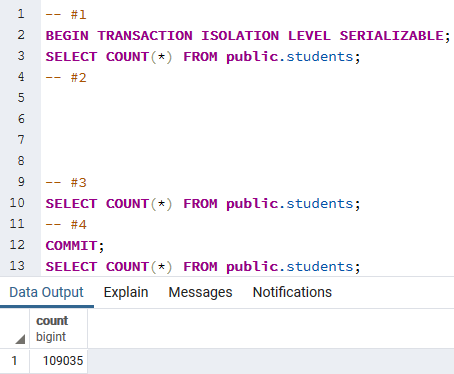 1 -- #1
2 BEGIN TRANSACTION ISOLATION LEVEL SERIALIZABLE;
3 SELECT COUNT(*) FROM public.students;
4 -- #2
5
6
7
8
9 -- #3
10 SELECT COUNT(*) FROM public.students;
11 -- #4
12 COMMIT;
13 SELECT COUNT(*) FROM public.students;
Data Output Explain Messages Notifications
count
bigint
1 109035